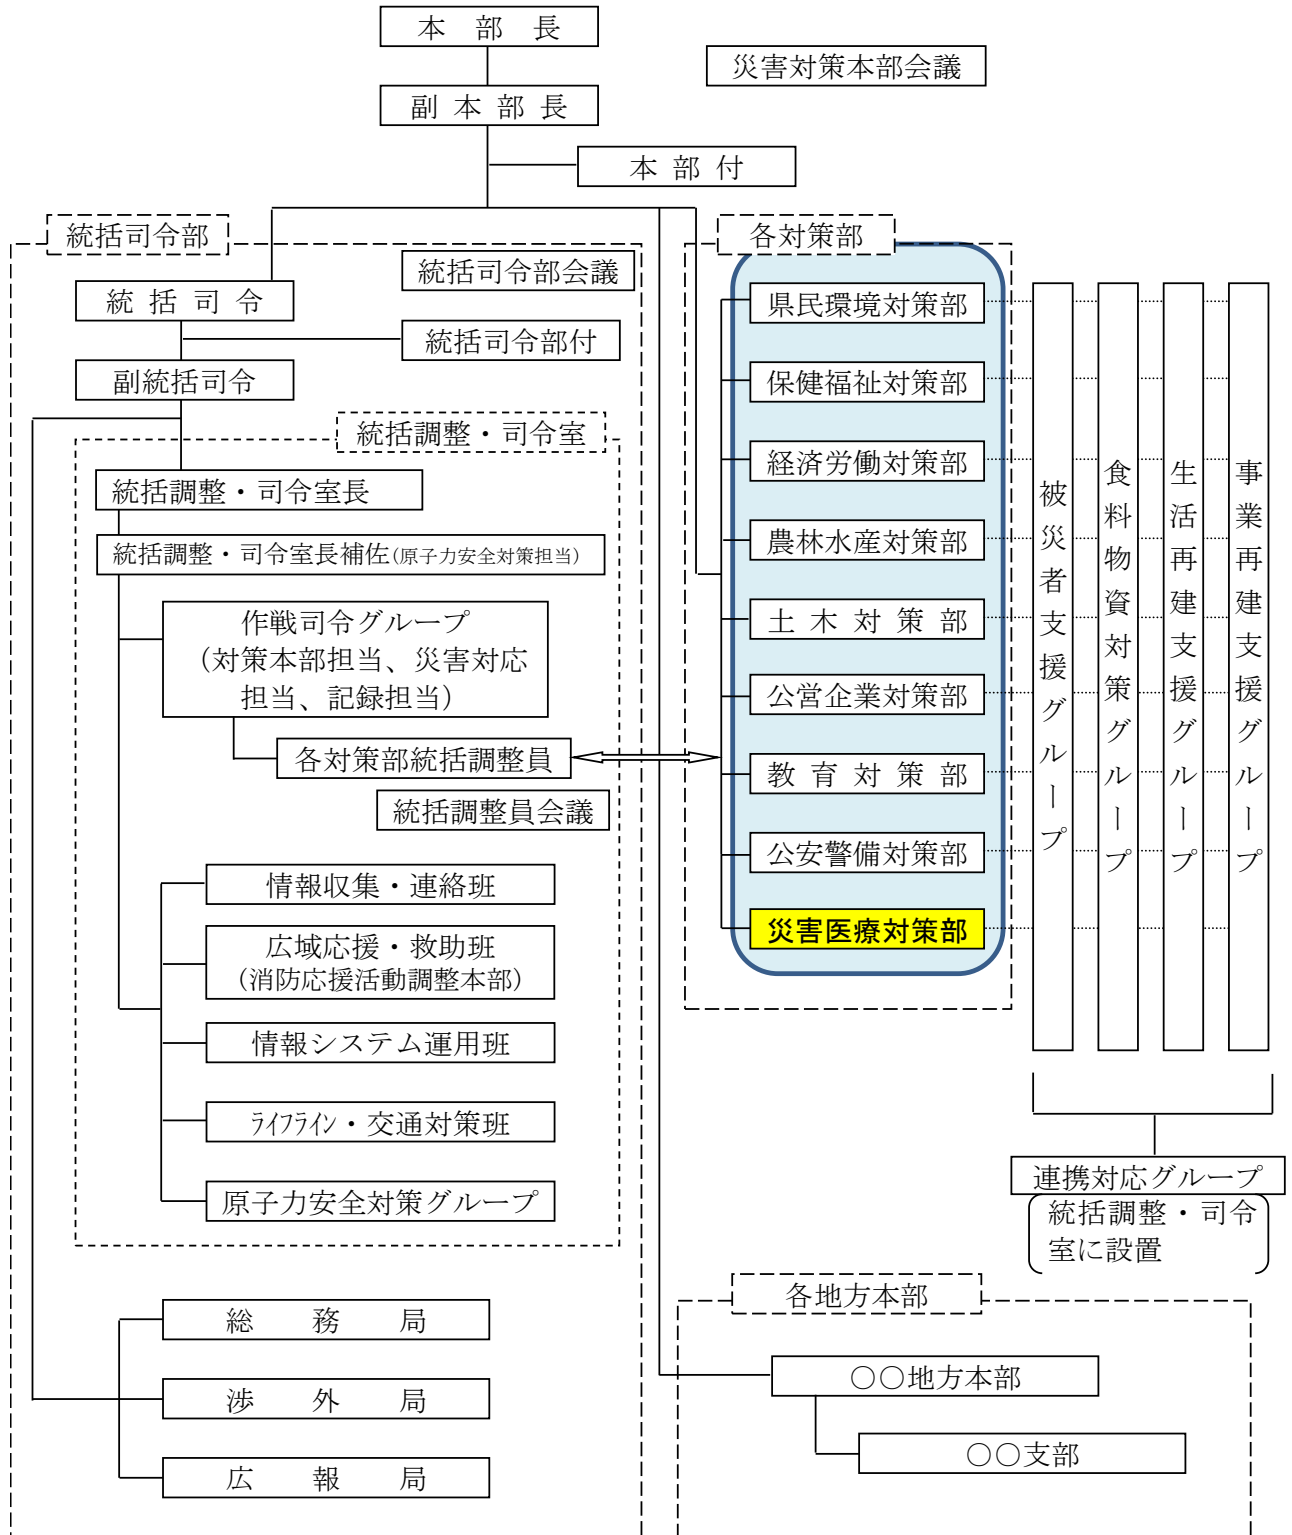 本部長
災害対策本部会議
副本部長
本部付
統括司令部
統括司令部会議
統括司令
統括司令部付
副統括司令
統括調整・司令室
統括調整・司令室長
統括調整・司令室長補佐(原子力安全対策担当)
作戦司令グループ
(対策本部担当、災害対応
担当、記録担当)
各対策部統括調整員
統括調整員会議
情報収集・連絡班
広域応援・救助班
(消防応援活動調整本部)
情報システム運用班
ﾗｲﾌﾗｲﾝ・交通対策班
原子力安全対策グループ
総務局
渉外局
広報局
各対策部
県民環境対策部
保健福祉対策部
経済労働対策部
農林水産対策部
土木対策部
公営企業対策部
教育対策部
公安警備対策部
災害医療対策部
被災者支援グループ
食料物資対策グループ
生活再建支援グループ
事業再建支援グループ
連携対応グループ
統括調整・司令
室に設置
各地方本部
○○地方本部
○○支部